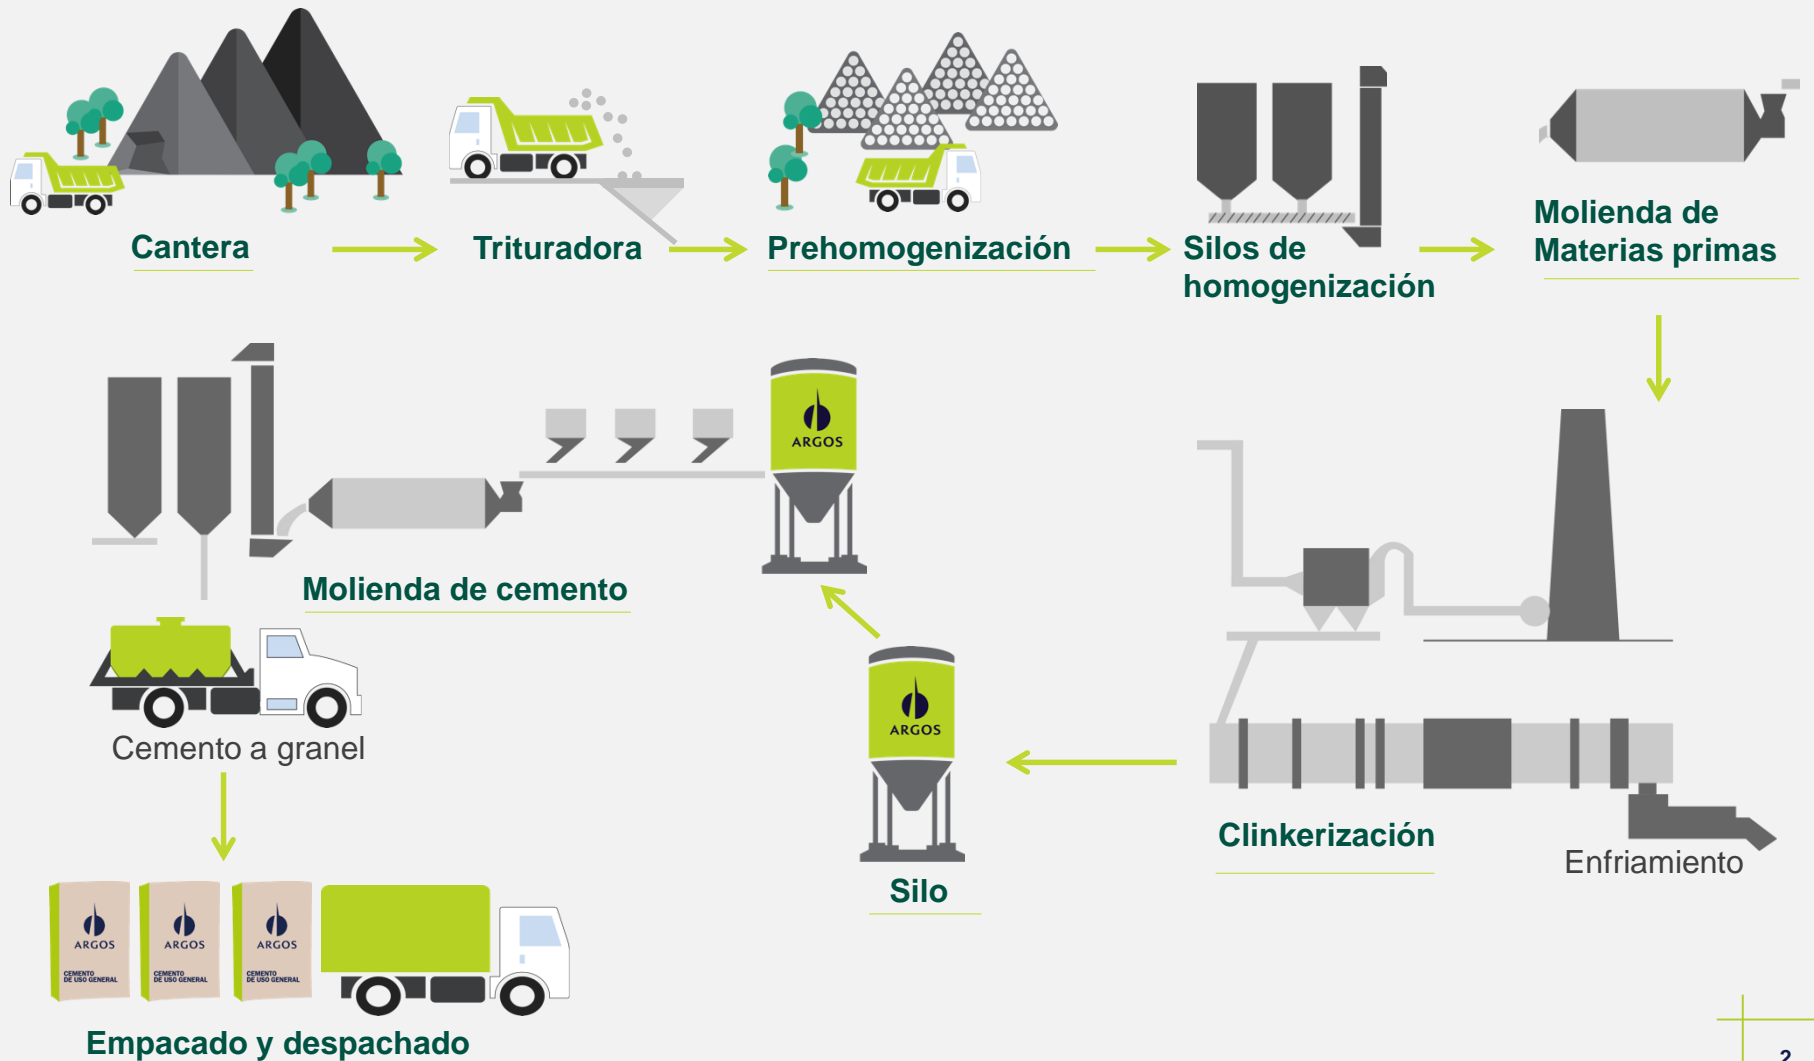 Cantera
Trituradora
Prehomogenización
Silos de
homogenización
Molienda de
Materias primas
ARGOS
Molienda de cemento
ARGOS
Cemento a granel
Clinkerización
Enfriamiento
Silo
ARGOS
CEMENTO
DE USO GENERAL
ARGOS
CEMENTO
DE USO GENERAL
ARGOS
CEMENTO
DE USO GENERAL
Empacado y despachado
2